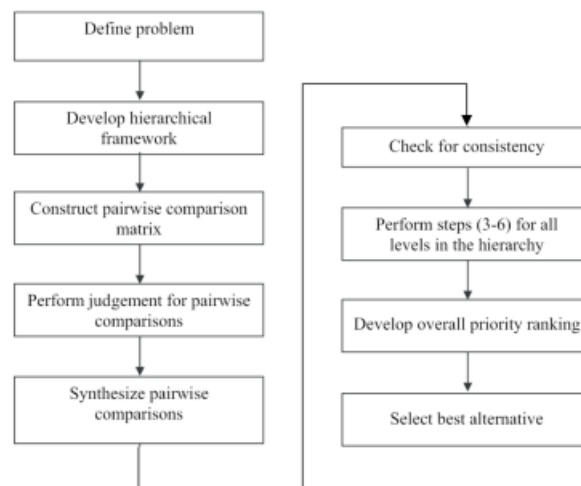 Define problem
Develop hierarchical
framework
Construct pairwise comparison
matrix
Perform judgement for pairwise
comparisons
Synthesize pairwise
comparisons
Check for consistency
Perform steps (3-6) for all
levels in the hierarchy
Develop overall priority ranking
Select best alternative